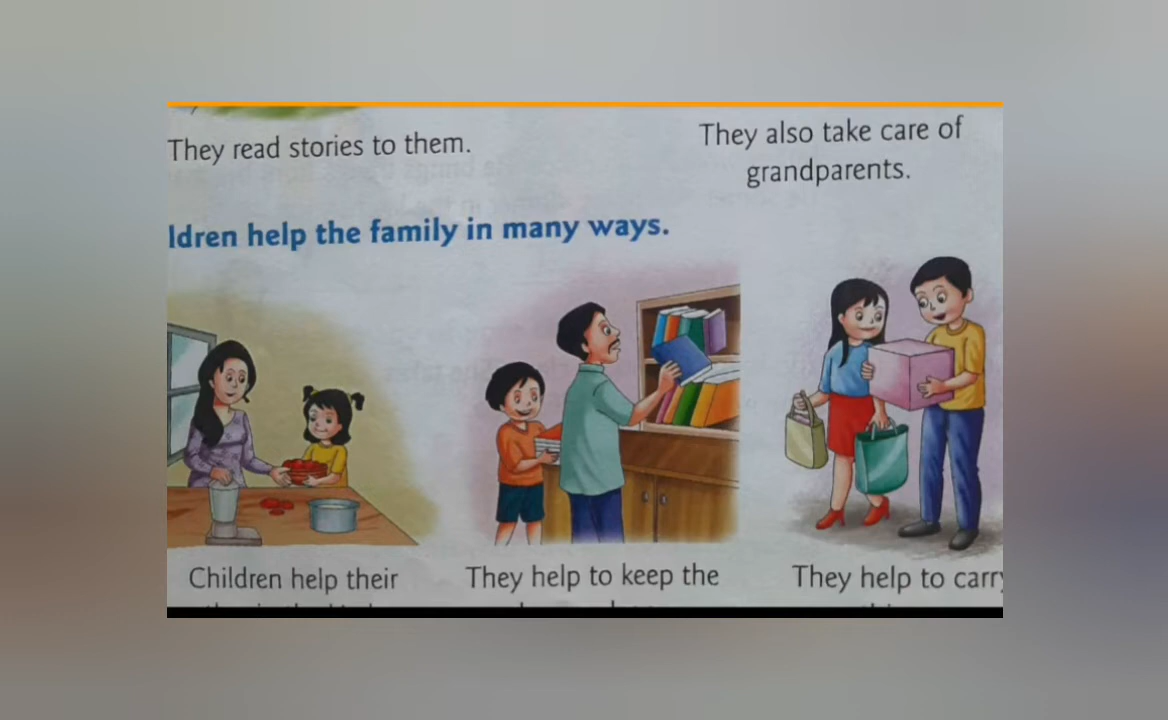 They read stories to them.
They also take care of
grandparents.
ldren help the family in many ways.
Children help their
They help to keep the
They help to carry